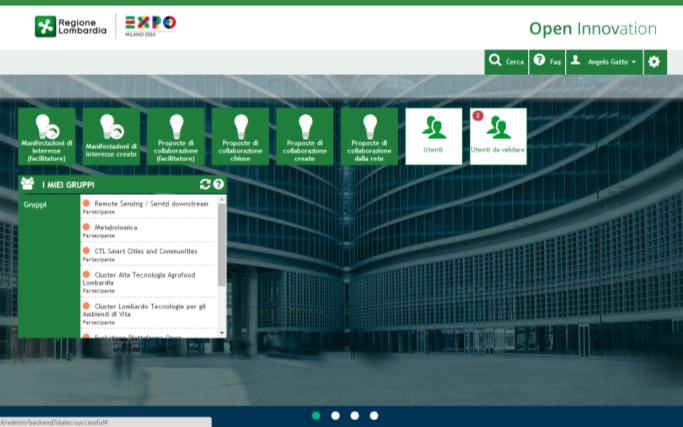 Regione
Lombardia
EXPO
MILANO 2015
Open Innovation
Cerca
Faq
Angelo Gatto
Manifestazioni di
interesse
(facilitatore)
Manifestazioni di
interesse create
Proposte di
collaborazione
(facilitatore)
Proposte di
collaborazione
chiuse
Proposte di
collaborazione
create
Proposte di
collaborazione
dalla rete
Utenti
2
Utenti da validare
I MIEI GRUPPI
Gruppi
Remote Sensing / Servizi downstream
Partecipante
Metabolomica
Partecipante
CTL Smart Cities and Communities
Partecipante
Cluster Alta Tecnologia Agrofood
Lombardia
Partecipante
Cluster Lombardo Tecnologie per gli
Ambienti di Vita
Partecipante
Evoluzione Piattaforma Open
it/admin/backend?state=successful#